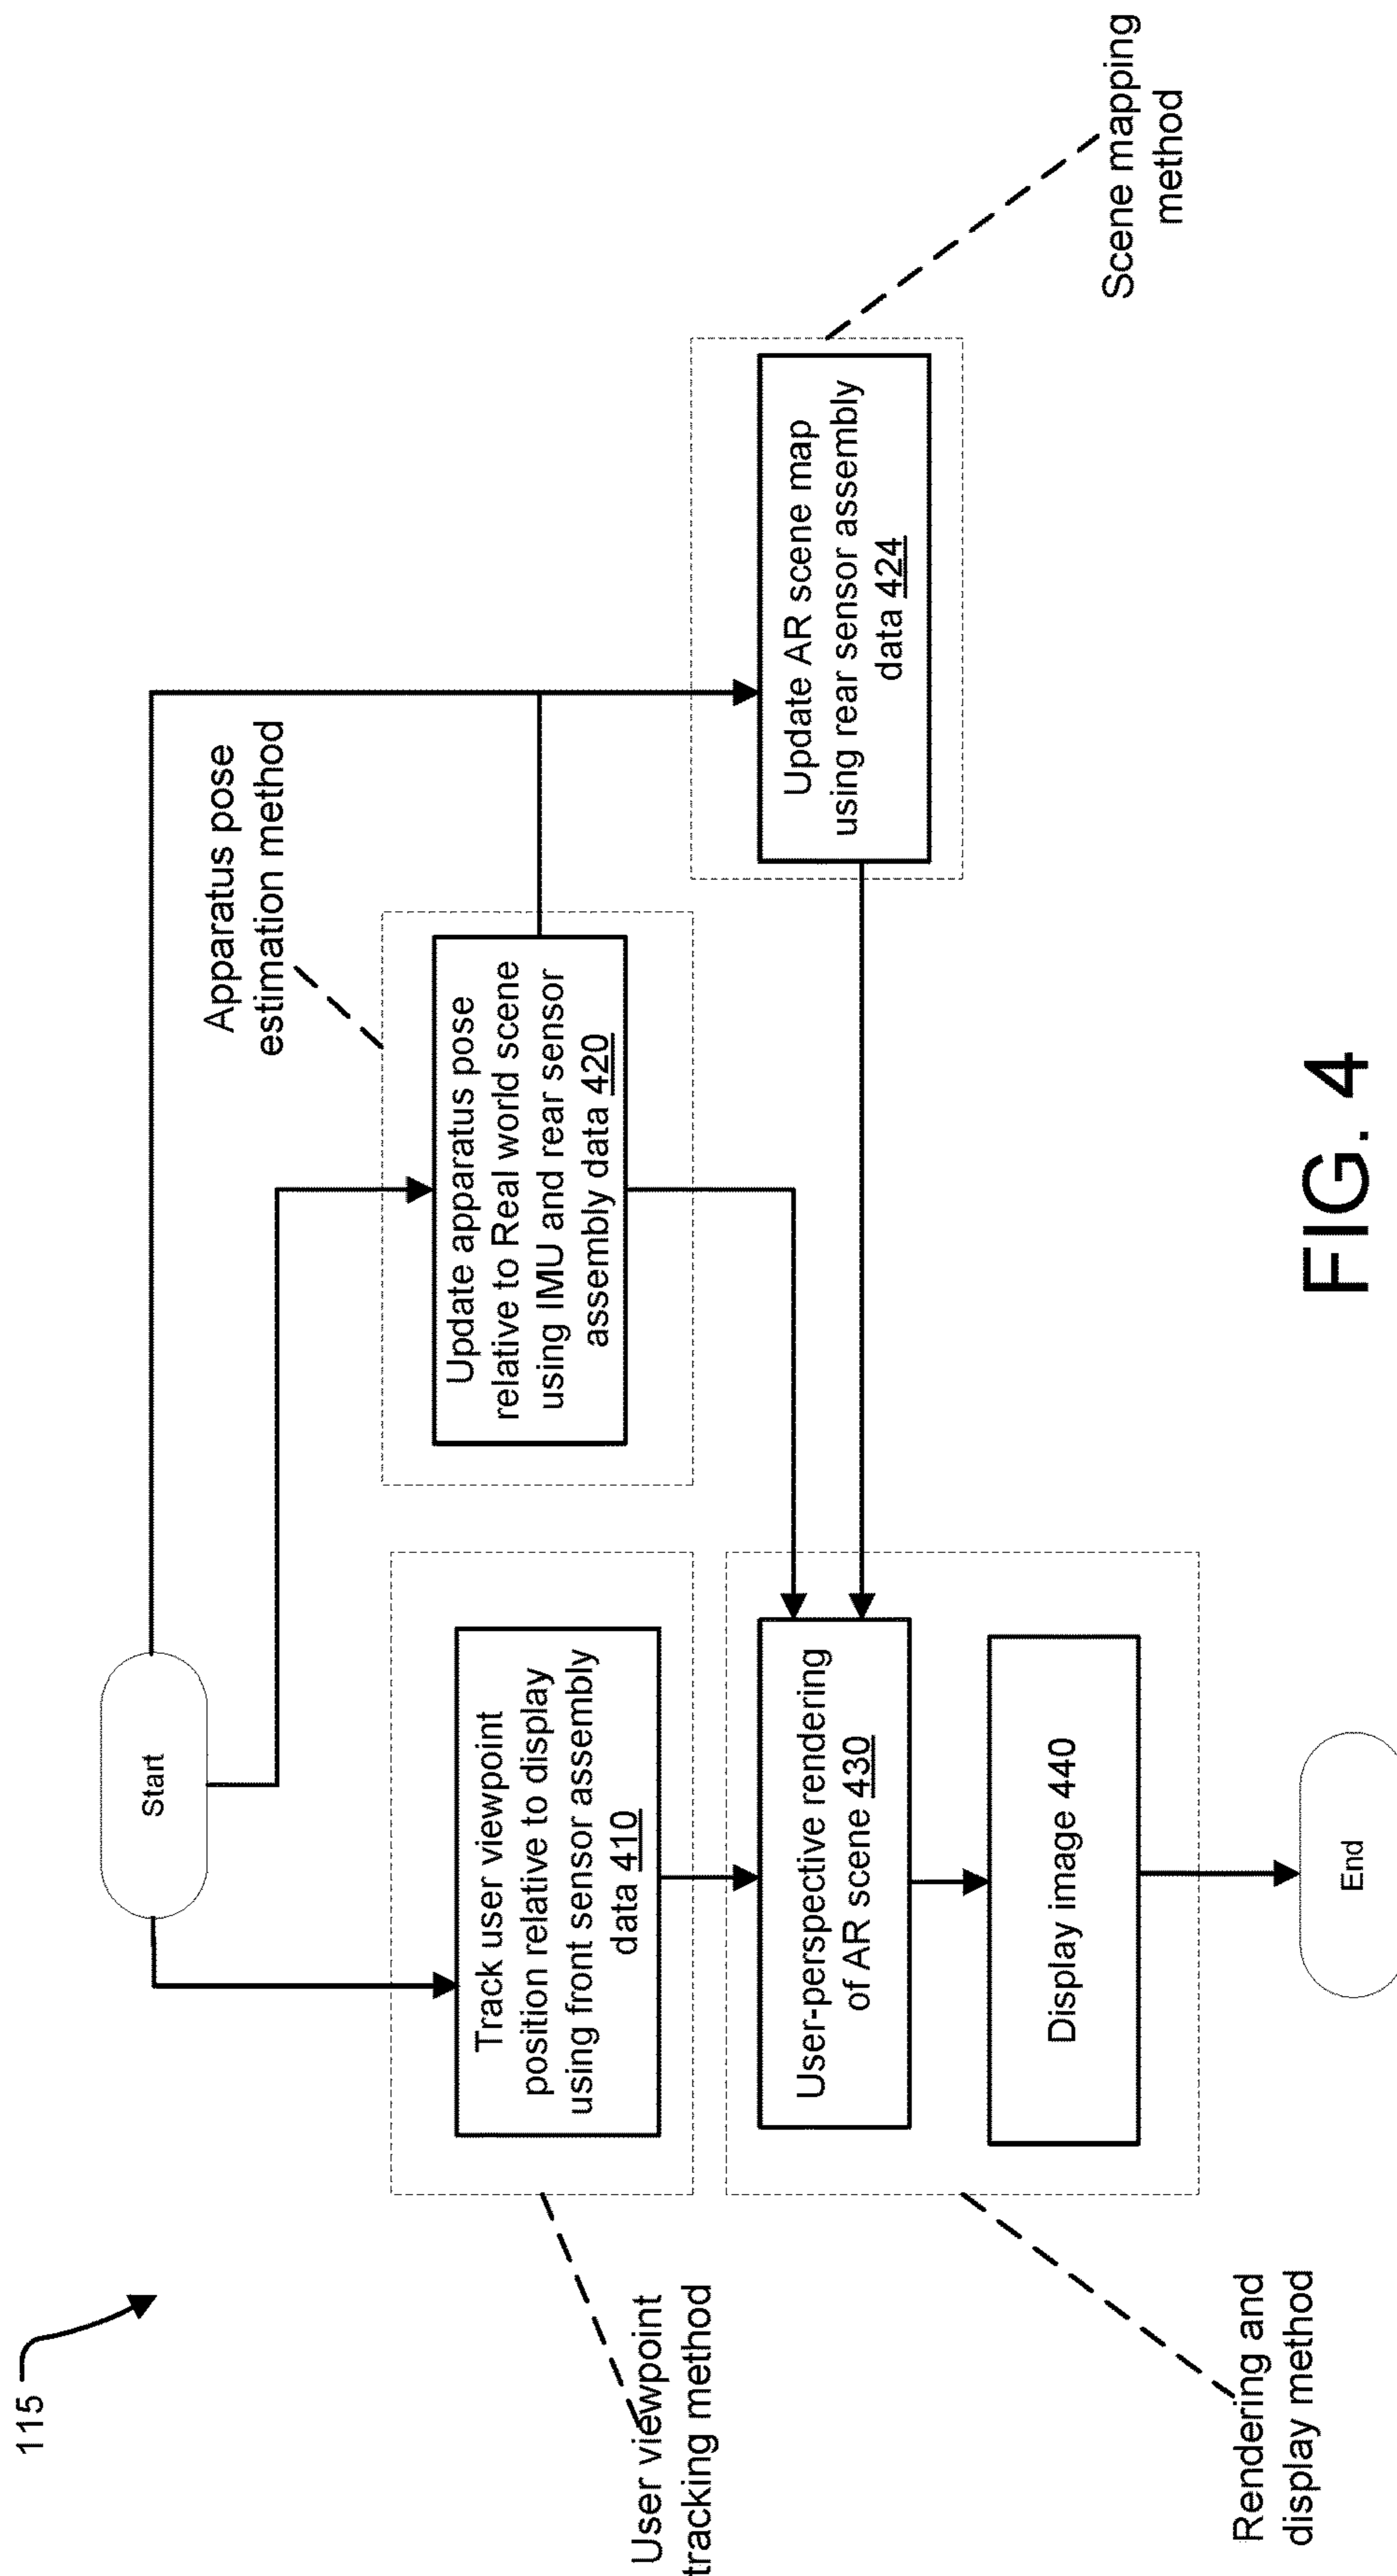 115
Start
Apparatus pose
estimation method
User viewpoint
tracking method
Track user viewpoint
position relative to display
using front sensor assembly
data 410
Update apparatus pose
relative to Real world scene
using IMU and rear sensor
assembly data 420
Update AR scene map
using rear sensor assembly
data 424
Scene mapping
method
User-perspective rendering
of AR scene 430
Display image 440
Rendering and
display method
End
FIG. 4